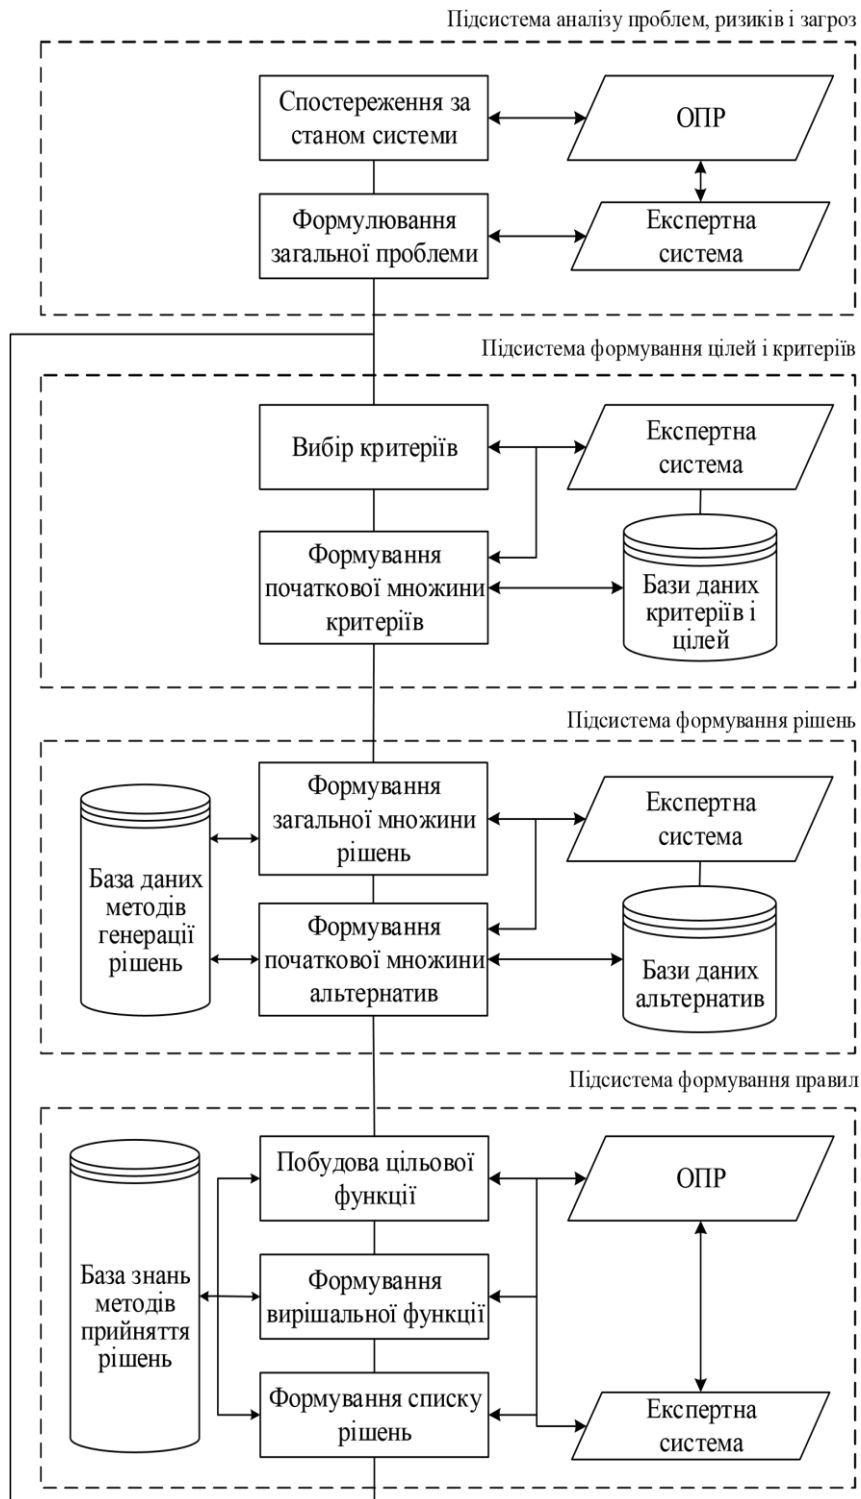 Підсистема аналізу проблем, ризиків і загроз
Спостереження за
станом системи
ОПР
Формулювання
загальної проблеми
Експертна
система
Підсистема формування цілей і критеріїв
Вибір критеріїв
Експертна
система
Формування
початкової множини
критеріїв
Бази даних
критеріїв і
цілей
Підсистема формування рішень
База даних
методів
генерації
рішень
Формування
загальної множини
рішень
Експертна
система
Формування
початкової множини
альтернатив
Бази даних
альтернатив
Підсистема формування правил
База знань
методів
прийняття
рішень
Побудова цільової
функції
ОПР
Формування
вирішальної функції
Формування списку
рішень
Експертна
система